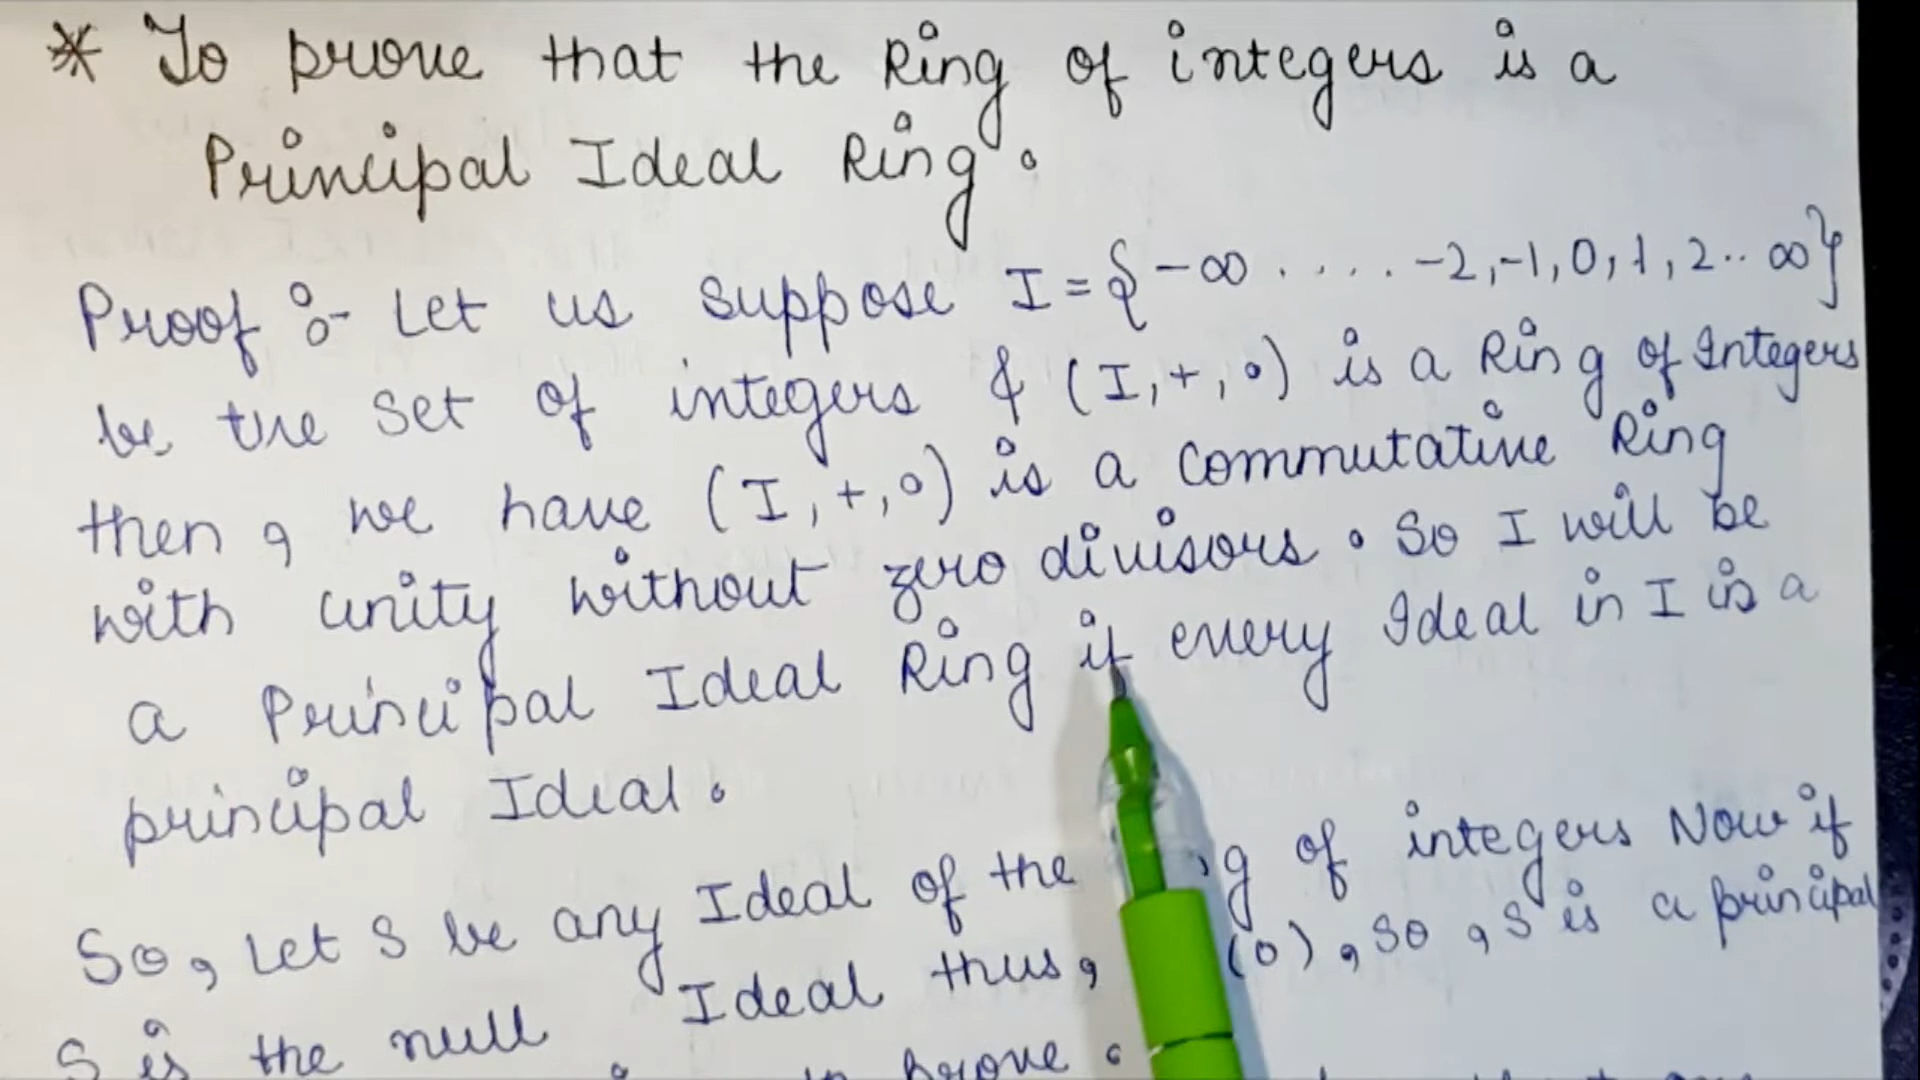 * To prove that the Ring of integers is a
Principal Ideal Ring.
Proof :- Let us suppose I = {-∞ . . . . -2, -1, 0, 1, 2 .. ∞}
be the set of integers & (I, +, .) is a Ring of Integers
then, we have (I, +, .) is a commutative Ring
with unity without zero divisors. So I will be
a Principal Ideal Ring if every Ideal in I is a
principal Ideal.
So, Let S be any Ideal of the of integers Now if
S is the null Ideal thus, (0), so, S is a principal
prove.